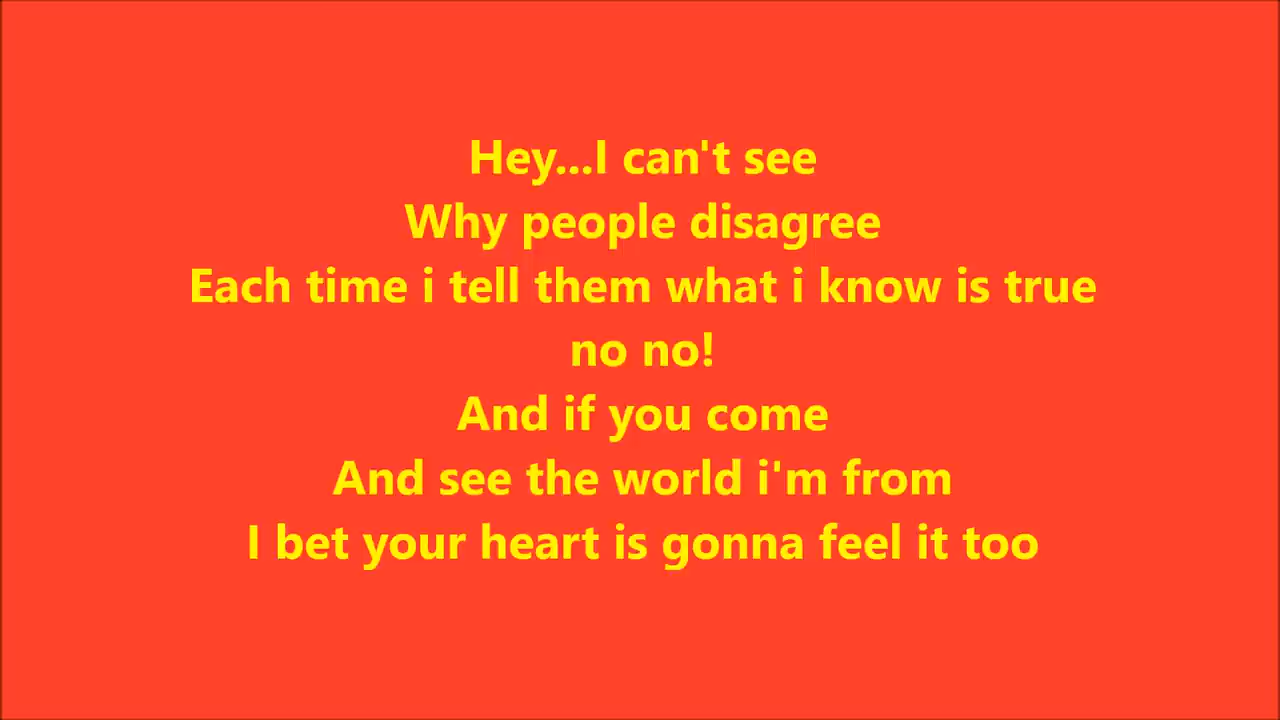 Hey...I can't see
Why people disagree
Each time i tell them what i know is true
no no!
And if you come
And see the world i'm from
I bet your heart is gonna feel it too